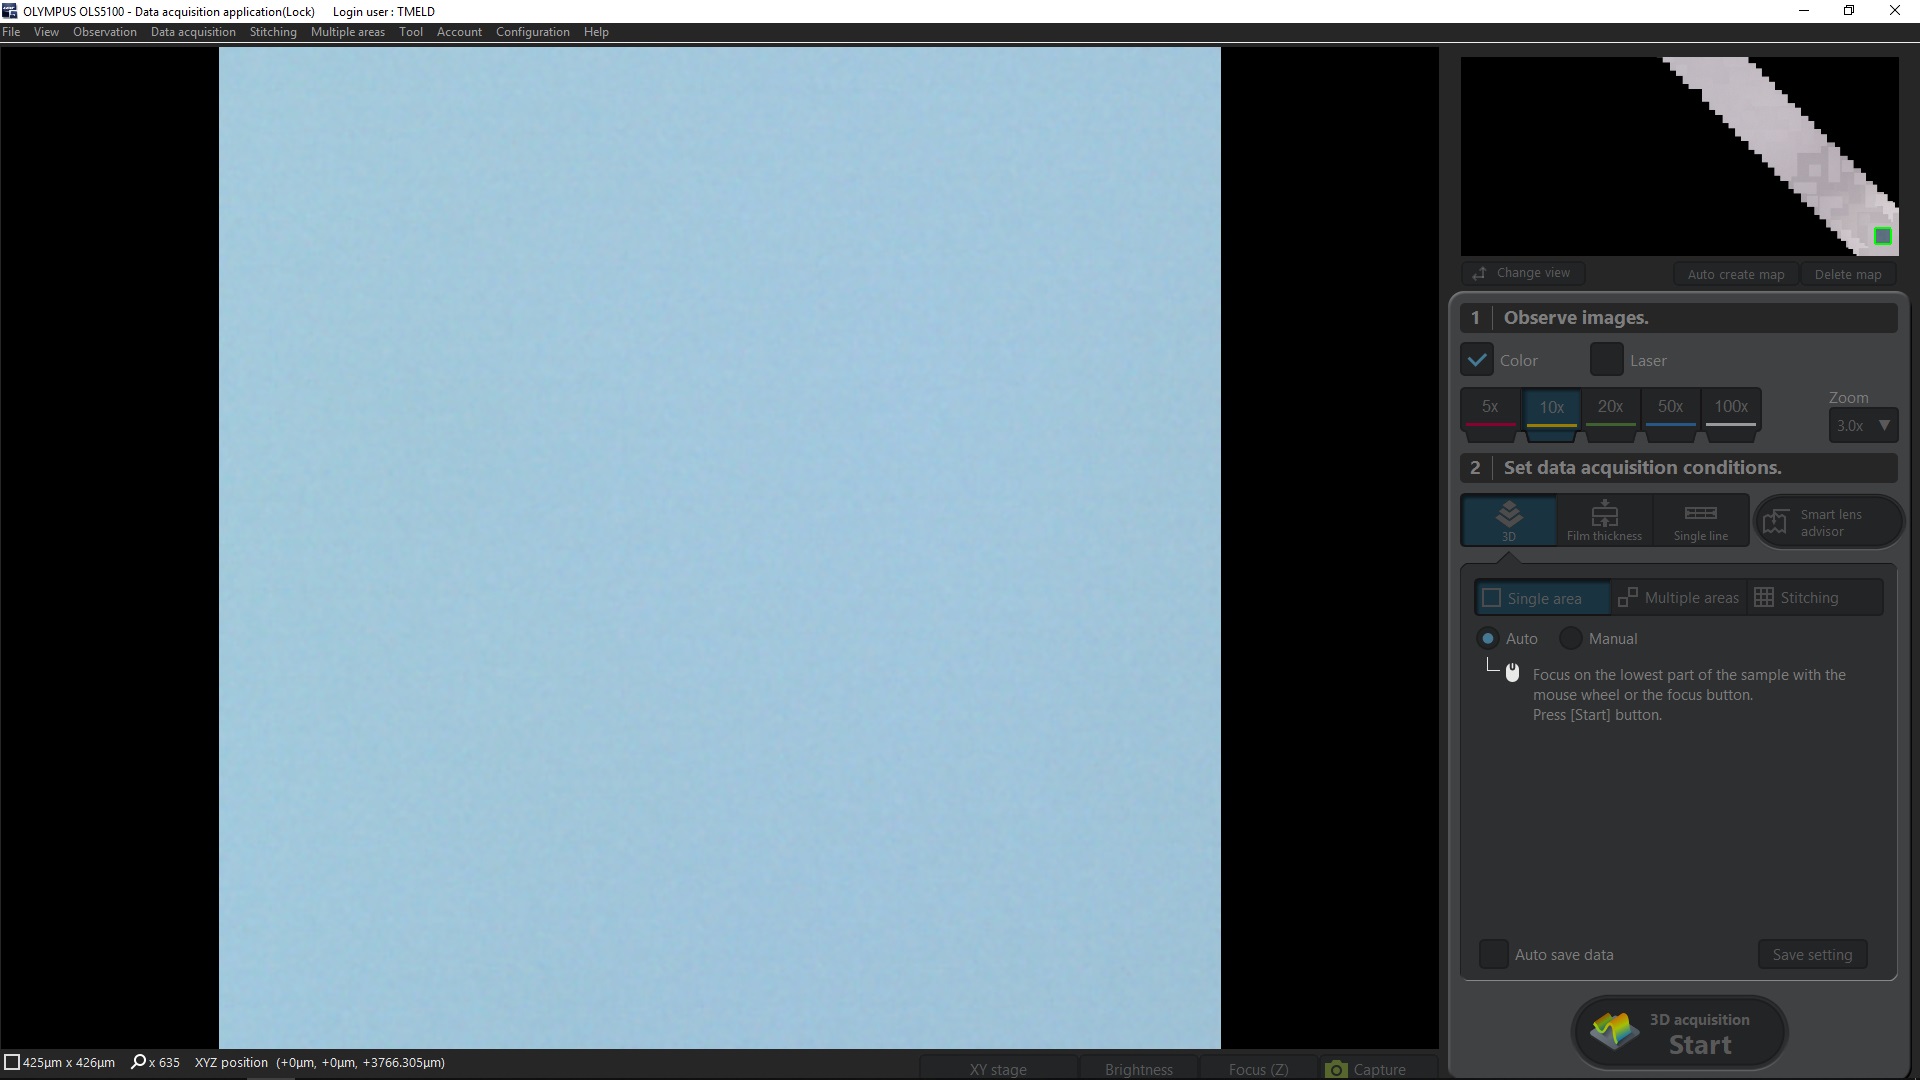 OLYMPUS OLS5100 - Data acquisition application(Lock) Login user : TMELD
File View Observation Data acquisition Stitching Multiple areas Tool Account Configuration Help
Change view Auto create map Delete map
1 Observe images.
Color Laser
5x 10x 20x 50x 100x
Zoom
3.0x
2 Set data acquisition conditions.
3D Film thickness Single line
Smart lens
advisor
Single area Multiple areas Stitching
Auto Manual
Focus on the lowest part of the sample with the
mouse wheel or the focus button.
Press [Start] button.
Auto save data Save setting
3D acquisition
Start
425µm x 426µm x 635 XYZ position (+0µm, +0µm, +3766.305µm)
XY stage Brightness Focus (Z) Capture